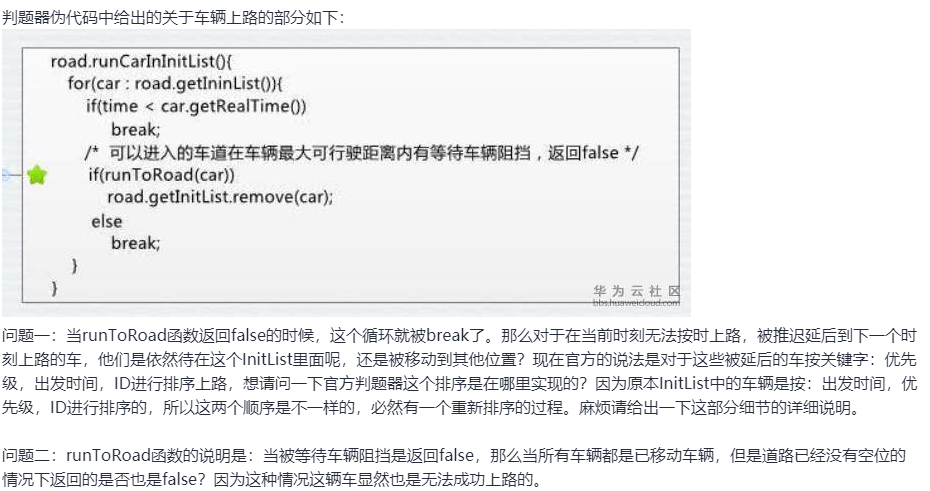 判题器伪代码中给出的关于车辆上路的部分如下：
road.runCarInInitList(){
for(car : road.getIninList()){
if(time < car.getRealTime())
break;
/* 可以进入的车道在车辆最大可行驶距离内有等待车辆阻挡，返回false */
if(runToRoad(car))
road.getInitList.remove(car);
else
break;
}
}
华为云社区
bbs.huaweicloud.com
问题一：当runToRoad函数返回false的时候，这个循环就被break了。那么对于在当前时刻无法按时上路，被推迟延后到下一个时
刻上路的车，他们是依然待在这个InitList里面呢，还是被移动到其他位置？现在官方的说法是对于这些被延后的车按关键字：优先
级，出发时间，ID进行排序上路，想请问一下官方判题器这个排序是在哪里实现的？因为原本InitList中的车辆是按：出发时间，优
先级，ID进行排序的，所以这两个顺序是不一样的，必然有一个重新排序的过程。麻烦请给出一下这部分细节的详细说明。
问题二：runToRoad函数的说明是：当被等待车辆阻挡是返回false，那么当所有车辆都是已移动车辆，但是道路已经没有空位的
情况下返回的是否也是false？因为这种情况这辆车显然也是无法成功上路的。